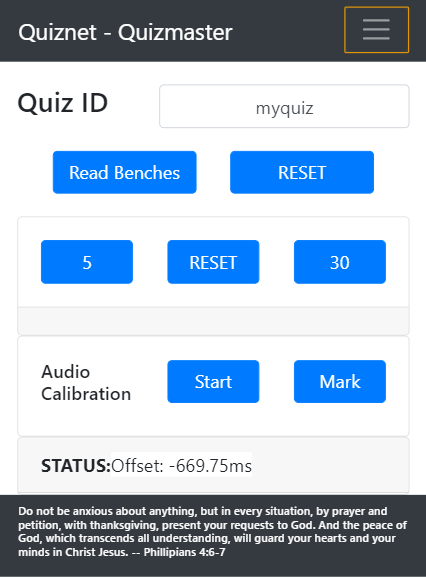 Quiznet - Quizmaster
Quiz ID
myquiz
Read Benches
RESET
5
RESET
30
Audio
Calibration
Start
Mark
STATUS:Offset: -669.75ms
Do not be anxious about anything, but in every situation, by prayer and
petition, with thanksgiving, present your requests to God. And the peace of
God, which transcends all understanding, will guard your hearts and your
minds in Christ Jesus. -- Phillipians 4:6-7